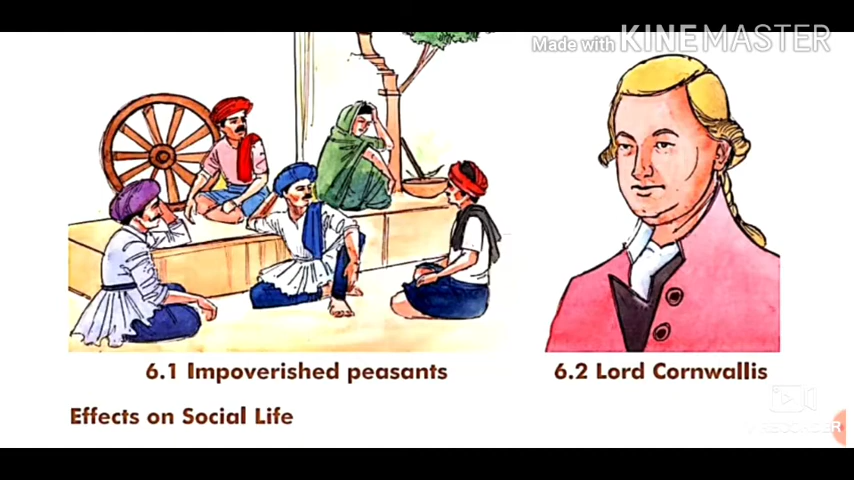 Made with KINEMASTER
6.1 Impoverished peasants
6.2 Lord Cornwallis
Effects on Social Life